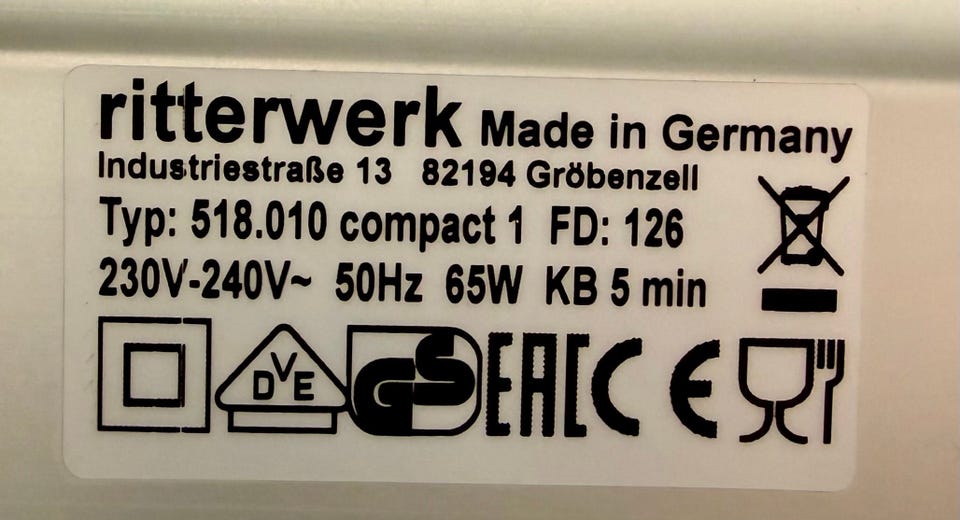 ritterwerk Made in Germany
Industriestraße 13 82194 Gröbenzell
Typ: 518.010 compact 1 FD: 126
230V-240V~ 50Hz 65W KB 5 min
DVE GS EAC CE